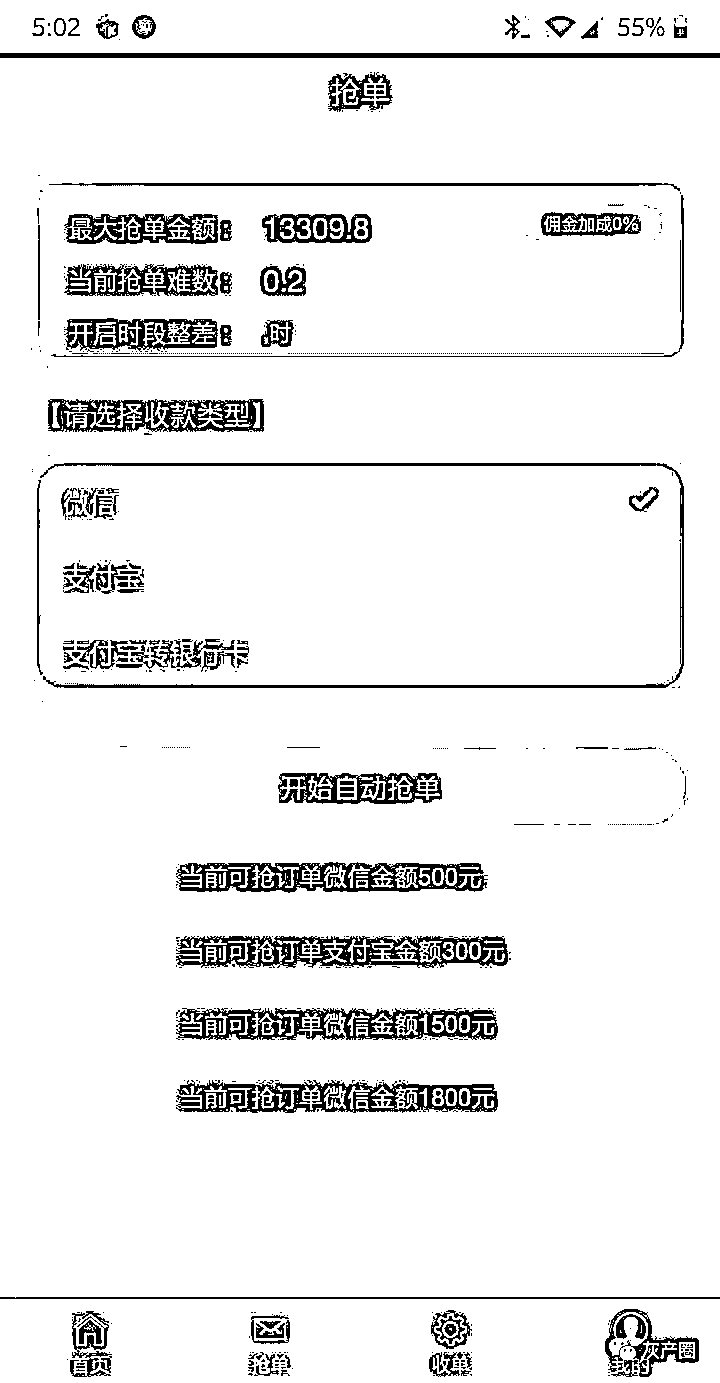 5:02 55%
抢单
最大抢单金额： 13309.8 佣金加成0%
当前抢单难数： 0.2
开启时段整差： 时
【请选择收款类型】
微信
支付宝
支付宝转银行卡
开始自动抢单
当前可抢订单微信金额500元
当前可抢订单支付宝金额300元
当前可抢订单微信金额1500元
当前可抢订单微信金额1800元
首页 抢单 收单 我的
灰产圈